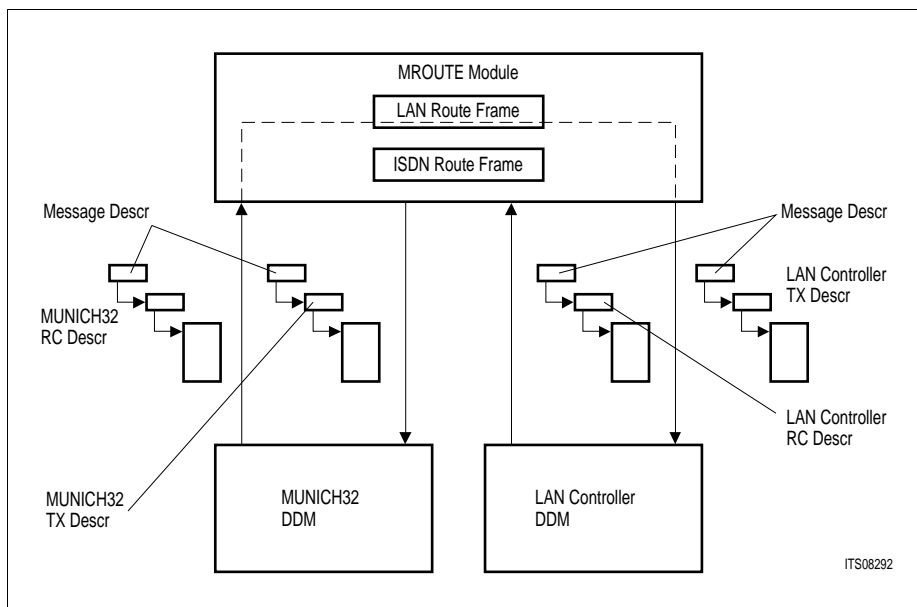 MROUTE Module
LAN Route Frame
ISDN Route Frame
Message Descr
Message Descr
LAN Controller
TX Descr
MUNICH32
RC Descr
LAN Controller
RC Descr
MUNICH32
TX Descr
MUNICH32
DDM
LAN Controller
DDM
ITS08292